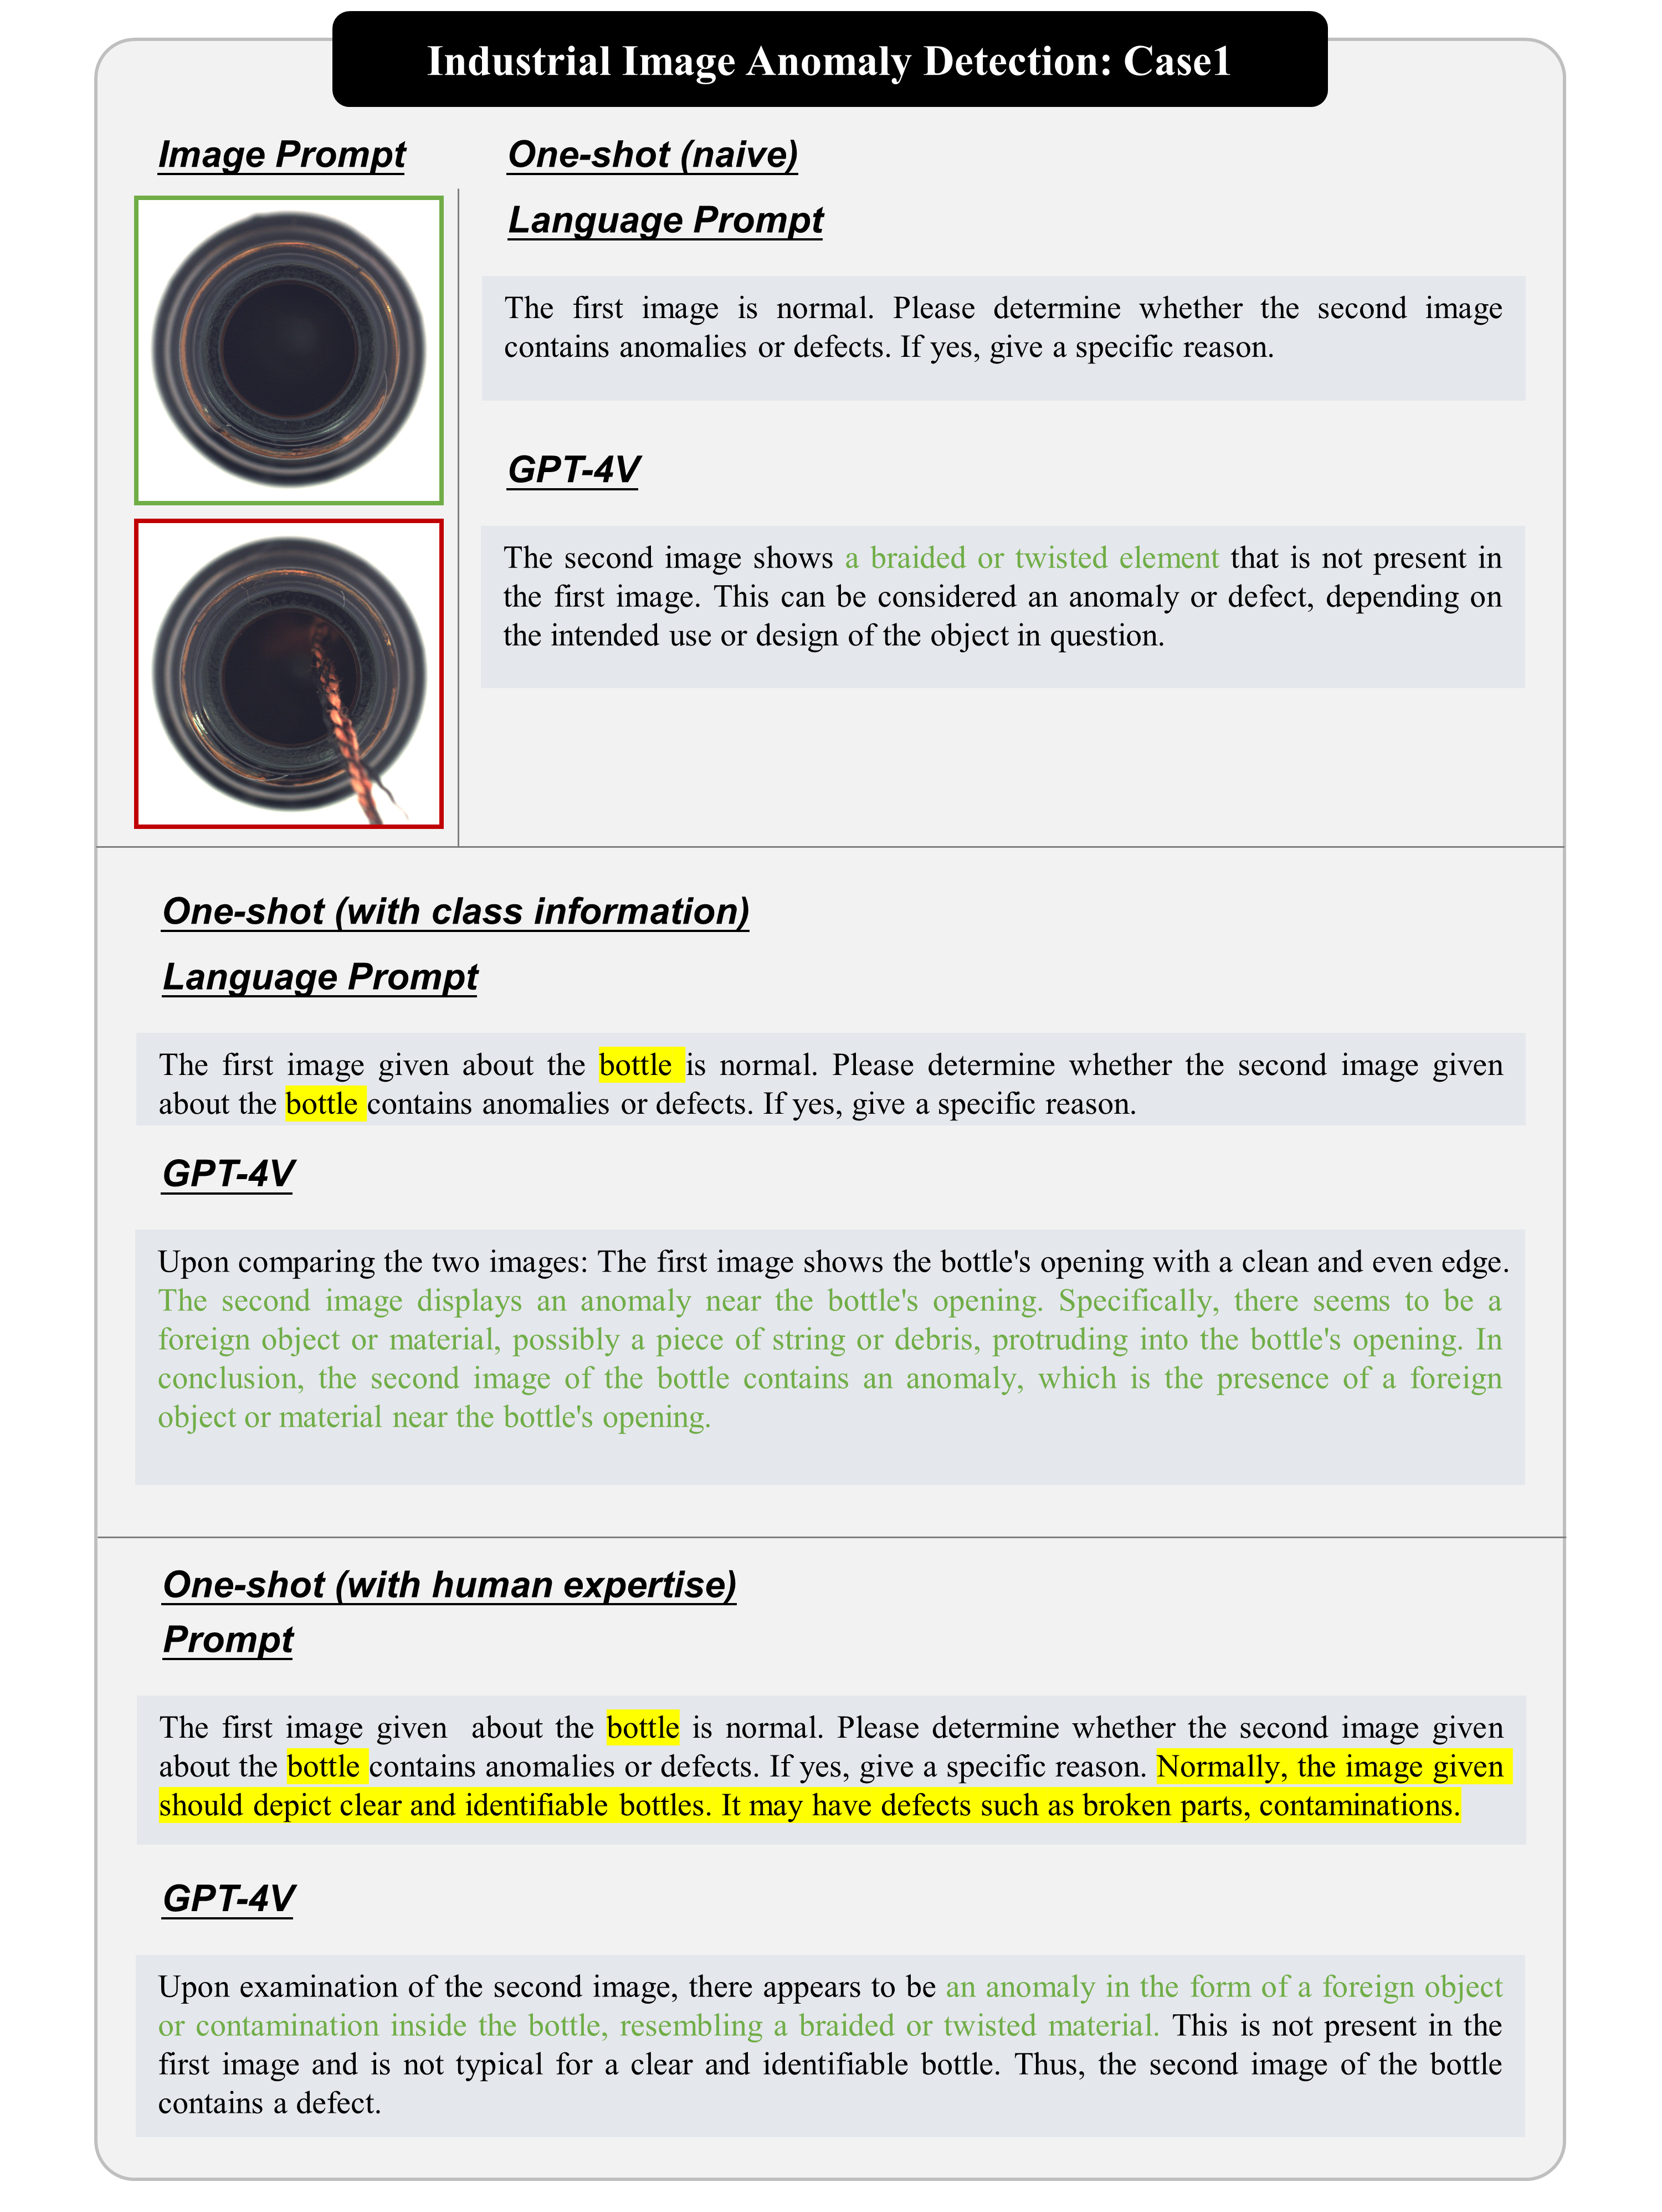 Industrial Image Anomaly Detection: Case1
Image Prompt
One-shot (naive)
Language Prompt
The first image is normal. Please determine whether the second image
contains anomalies or defects. If yes, give a specific reason.
GPT-4V
The second image shows a braided or twisted element that is not present in
the first image. This can be considered an anomaly or defect, depending on
the intended use or design of the object in question.
One-shot (with class information)
Language Prompt
The first image given about the bottle is normal. Please determine whether the second image given
about the bottle contains anomalies or defects. If yes, give a specific reason.
GPT-4V
Upon comparing the two images: The first image shows the bottle's opening with a clean and even edge.
The second image displays an anomaly near the bottle's opening. Specifically, there seems to be a
foreign object or material, possibly a piece of string or debris, protruding into the bottle's opening. In
conclusion, the second image of the bottle contains an anomaly, which is the presence of a foreign
object or material near the bottle's opening.
One-shot (with human expertise)
Prompt
The first image given about the bottle is normal. Please determine whether the second image given
about the bottle contains anomalies or defects. If yes, give a specific reason. Normally, the image given
should depict clear and identifiable bottles. It may have defects such as broken parts, contaminations.
GPT-4V
Upon examination of the second image, there appears to be an anomaly in the form of a foreign object
or contamination inside the bottle, resembling a braided or twisted material. This is not present in the
first image and is not typical for a clear and identifiable bottle. Thus, the second image of the bottle
contains a defect.